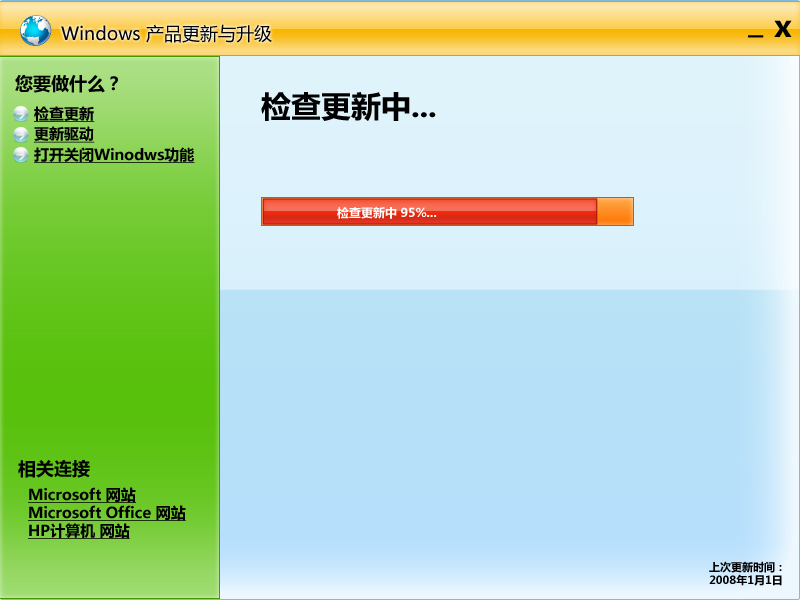 Windows 产品更新与升级
_ X
您要做什么？
检查更新
更新驱动
打开关闭Winodws功能
检查更新中...
检查更新中 95%...
相关连接
Microsoft 网站
Microsoft Office 网站
HP计算机 网站
上次更新时间：
2008年1月1日